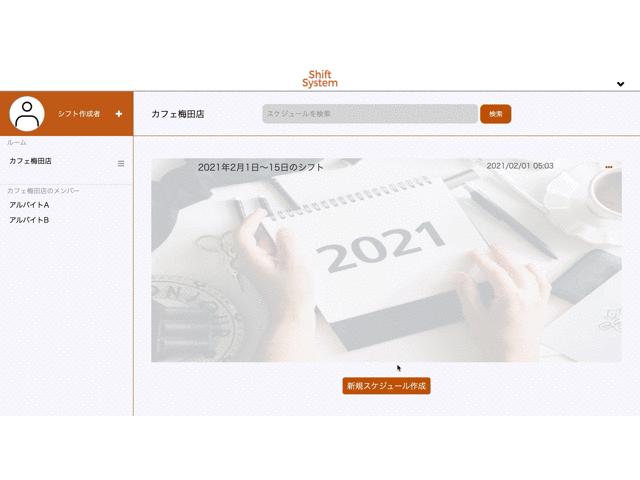 Shift
System
シフト作成者
カフェ梅田店
スケジュールを検索
検索
ルーム
カフェ梅田店
カフェ梅田店のメンバー
アルバイトA
アルバイトB
2021年2月1日〜15日のシフト
2021/02/01 05:03
2021
新規スケジュール作成